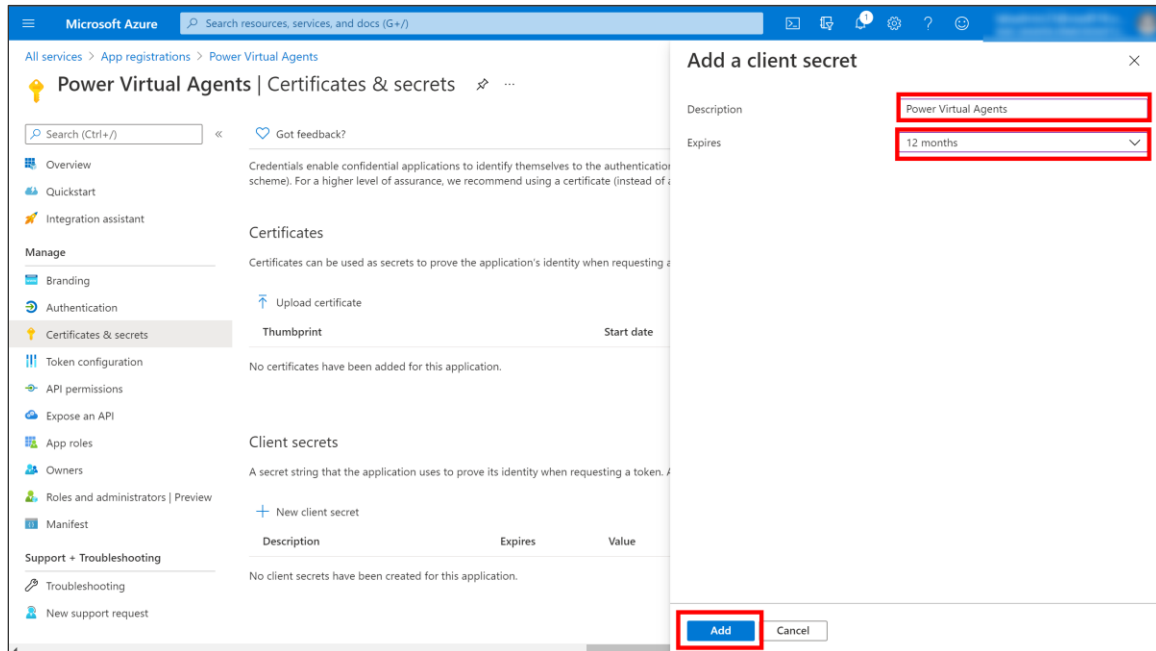 Microsoft Azure
Search resources, services, and docs (G+/)
1
All services > App registrations > Power Virtual Agents
Power Virtual Agents | Certificates & secrets
Search (Ctrl+/)
«
Overview
Quickstart
Integration assistant
Manage
Branding
Authentication
Certificates & secrets
Token configuration
API permissions
Expose an API
App roles
Owners
Roles and administrators | Preview
Manifest
Support + Troubleshooting
Troubleshooting
New support request
Got feedback?
Credentials enable confidential applications to identify themselves to the authentication
scheme). For a higher level of assurance, we recommend using a certificate (instead of a
Certificates
Certificates can be used as secrets to prove the application's identity when requesting a
Upload certificate
Thumbprint Start date
No certificates have been added for this application.
Client secrets
A secret string that the application uses to prove its identity when requesting a token. A
New client secret
Description Expires Value
No client secrets have been created for this application.
Add a client secret
Description Power Virtual Agents
Expires 12 months
Add Cancel